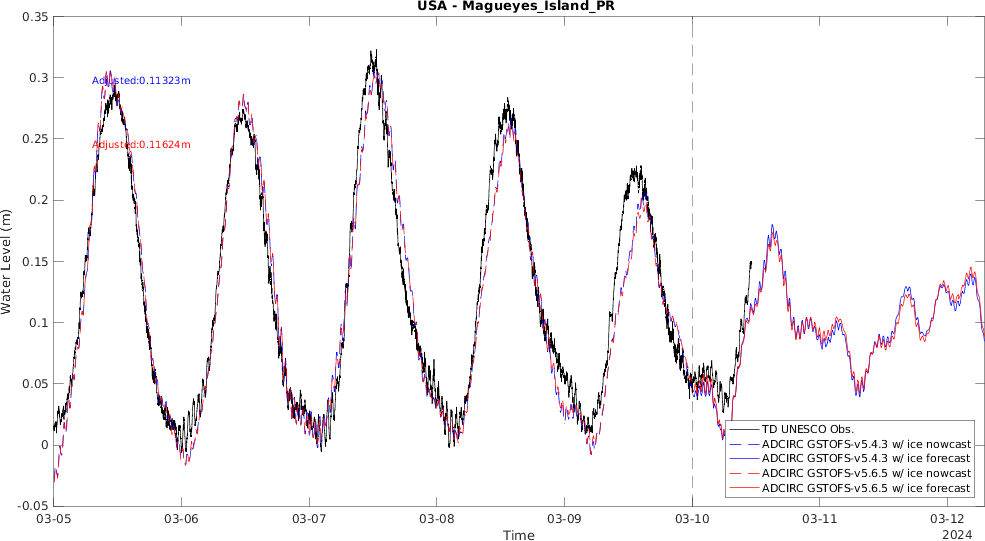 USA - Magueyes_Island_PR
0.35
0.3
0.25
0.2
0.15
0.1
0.05
0
-0.05
Water Level (m)
Adjusted:0.11323m
Adjusted:0.11624m
TD UNESCO Obs.
ADCIRC GSTOFS-v5.4.3 w/ ice nowcast
ADCIRC GSTOFS-v5.4.3 w/ ice forecast
ADCIRC GSTOFS-v5.6.5 w/ ice nowcast
ADCIRC GSTOFS-v5.6.5 w/ ice forecast
03-05 03-06 03-07 03-08 03-09 03-10 03-11 03-12
Time
2024